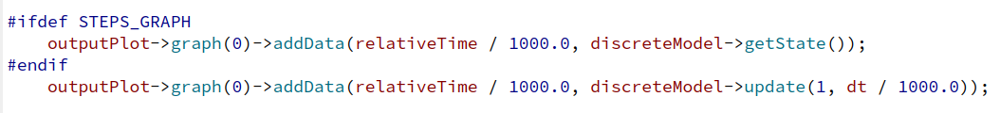 #ifdef STEPS_GRAPH
    outputPlot->graph(0)->addData(relativeTime / 1000.0, discreteModel->getState());
#endif
    outputPlot->graph(0)->addData(relativeTime / 1000.0, discreteModel->update(1, dt / 1000.0));